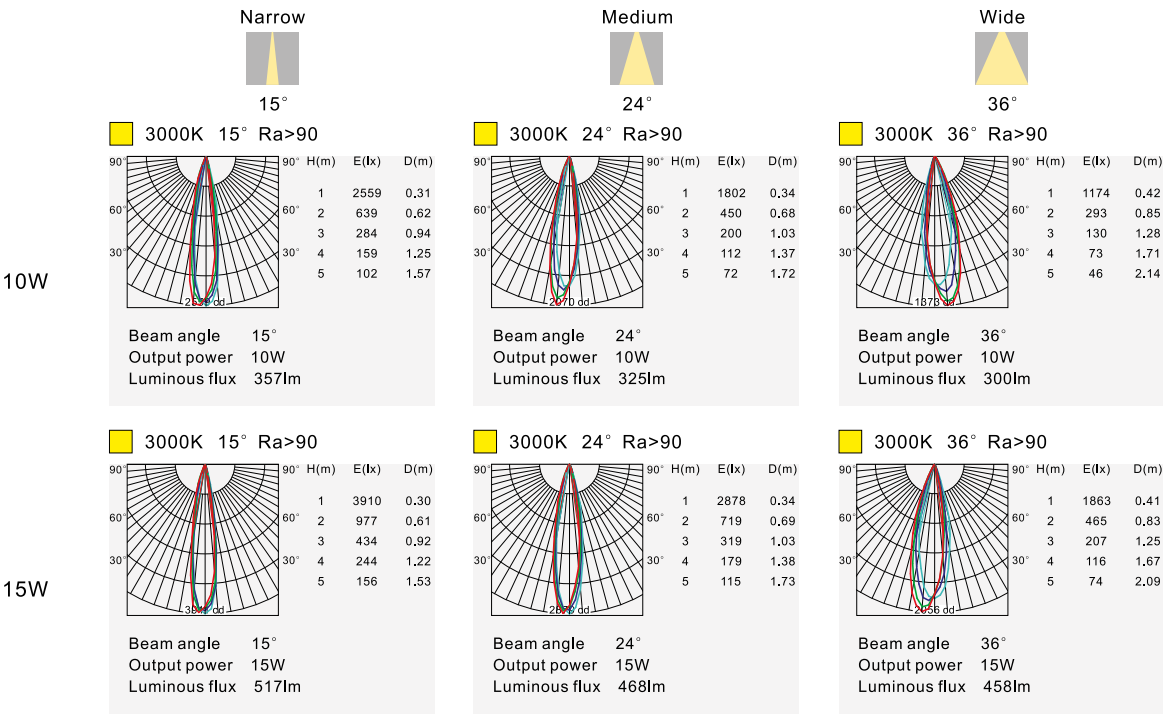 Narrow
Medium
Wide
15°
24°
36°
3000K 15° Ra>90
90° 90° H(m) E(lx) D(m)
1 2559 0.31
60° 60° 2 639 0.62
3 284 0.94
30° 30° 4 159 1.25
5 102 1.57
Beam angle 15°
Output power 10W
Luminous flux 357lm
3000K 24° Ra>90
90° 90° H(m) E(lx) D(m)
1 1802 0.34
60° 60° 2 450 0.68
3 200 1.03
30° 30° 4 112 1.37
5 72 1.72
2070 cd
Beam angle 24°
Output power 10W
Luminous flux 325lm
3000K 36° Ra>90
90° 90° H(m) E(lx) D(m)
1 1174 0.42
60° 60° 2 293 0.85
3 130 1.28
30° 30° 4 73 1.71
5 46 2.14
1373 cd
Beam angle 36°
Output power 10W
Luminous flux 300lm
10W
3000K 15° Ra>90
90° 90° H(m) E(lx) D(m)
1 3910 0.30
60° 60° 2 977 0.61
3 434 0.92
30° 30° 4 244 1.22
5 156 1.53
Beam angle 15°
Output power 15W
Luminous flux 517lm
3000K 24° Ra>90
90° 90° H(m) E(lx) D(m)
1 2878 0.34
60° 60° 2 719 0.69
3 319 1.03
30° 30° 4 179 1.38
5 115 1.73
Beam angle 24°
Output power 15W
Luminous flux 468lm
3000K 36° Ra>90
90° 90° H(m) E(lx) D(m)
1 1863 0.41
60° 60° 2 465 0.83
3 207 1.25
30° 30° 4 116 1.67
5 74 2.09
2056 cd
Beam angle 36°
Output power 15W
Luminous flux 458lm
15W